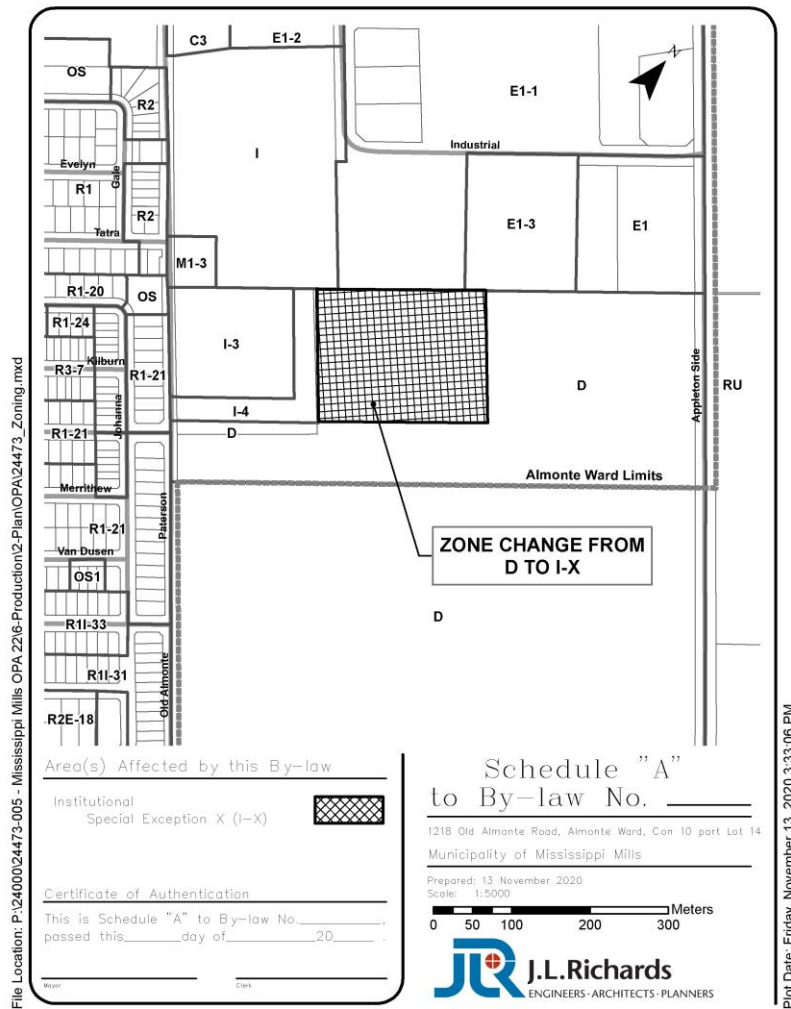 C3
E1-2
OS
R2
E1-1
N
Industrial
Evelyn
Gale
I
R1
R2
E1-3
E1
Tatra
M1-3
R1-20
OS
R1-24
I-3
Kilburn
R3-7
R1-21
D
Appleton Side
RU
Johanna
I-4
R1-21
D
Almonte Ward Limits
Merrithew
Paterson
R1-21
ZONE CHANGE FROM
D TO I-X
Van Dusen
OS1
D
R1I-33
R1I-31
Old Almonte
R2E-18
File Location: P:\24000\24473-005 - Mississippi Mills OPA 22\6-Production\2-Plan\OPA\24473_Zoning.mxd
Plot Date: Friday, November 13, 2020 3:33:06 PM
Area(s) Affected by this By-law
Institutional
Special Exception X (I-X)
Certificate of Authentication
This is Schedule "A" to By-law No.__________,
passed this________day of____________20_____ .
Mayor
Clerk
Schedule "A"
to By-law No. ________
1218 Old Almonte Road, Almonte Ward, Con 10 part Lot 14
Municipality of Mississippi Mills
Prepared: 13 November 2020
Scale: 1:5000
Meters
0 50 100 200 300
JLR
J.L.Richards
ENGINEERS · ARCHITECTS · PLANNERS